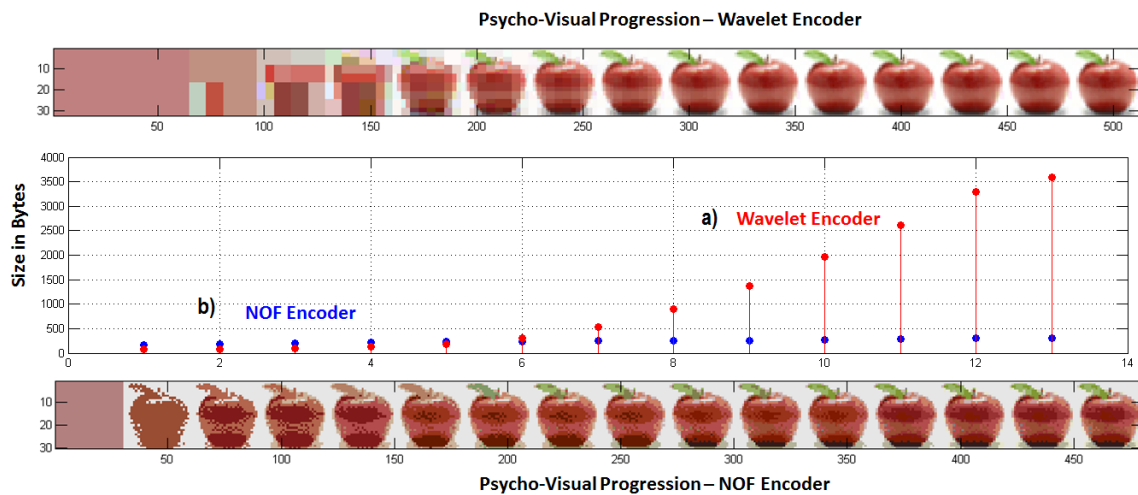 Psycho-Visual Progression – Wavelet Encoder
10
20
30
50 100 150 200 250 300 350 400 450 500
Size in Bytes
4000
3500
3000
2500
2000
1500
1000
500
0
a) Wavelet Encoder
b) NOF Encoder
0 2 4 6 8 10 12 14
10
20
30
50 100 150 200 250 300 350 400 450
Psycho-Visual Progression – NOF Encoder